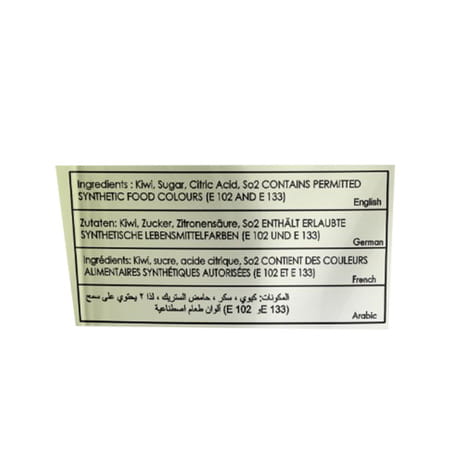 Ingredients : Kiwi, Sugar, Citric Acid, So2 CONTAINS PERMITTED
SYNTHETIC FOOD COLOURS (E 102 AND E 133)
English
Zutaten: Kiwi, Zucker, Zitronensäure, So2 ENTHÄLT ERLAUBTE
SYNTHETISCHE LEBENSMITTELFARBEN (E 102 UND E 133)
German
Ingrédients: Kiwi, sucre, acide citrique, So2 CONTIENT DES COULEURS
ALIMENTAIRES SYNTHÉTIQUES AUTORISÉES (E 102 ET E 133)
French
المكونات: كيوي ، سكر ، حامض الستريك ، لذا ٢ يحتوي على سمح
ألوان طعام اصطناعية (E 102 وE 133)
Arabic